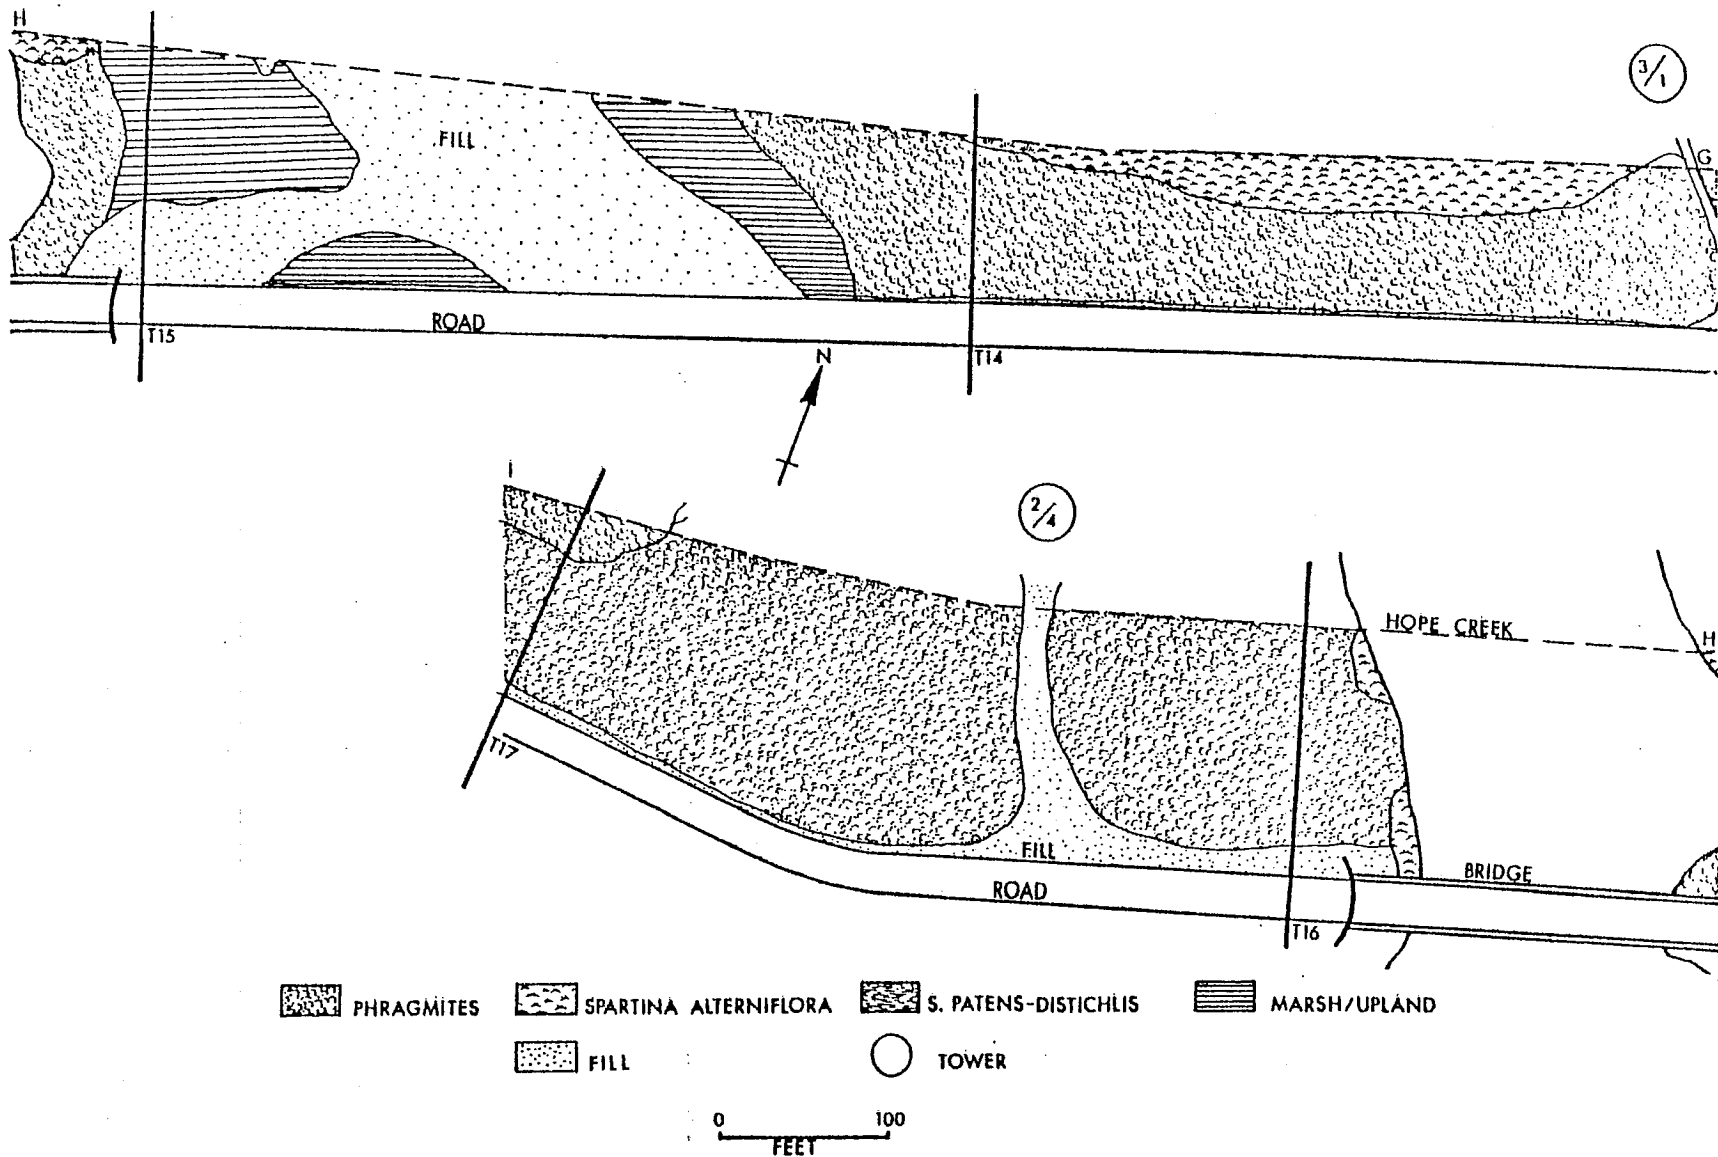 H
3/1
G
.FILL
ROAD
T15
T14
N
I
2/4
HOPE CREEK
H
T17
FILL
ROAD
BRIDGE
T16
PHRAGMITES
SPARTINA ALTERNIFLORA
S. PATENS-DISTICHLIS
MARSH/UPLAND
FILL
TOWER
0 100
FEET